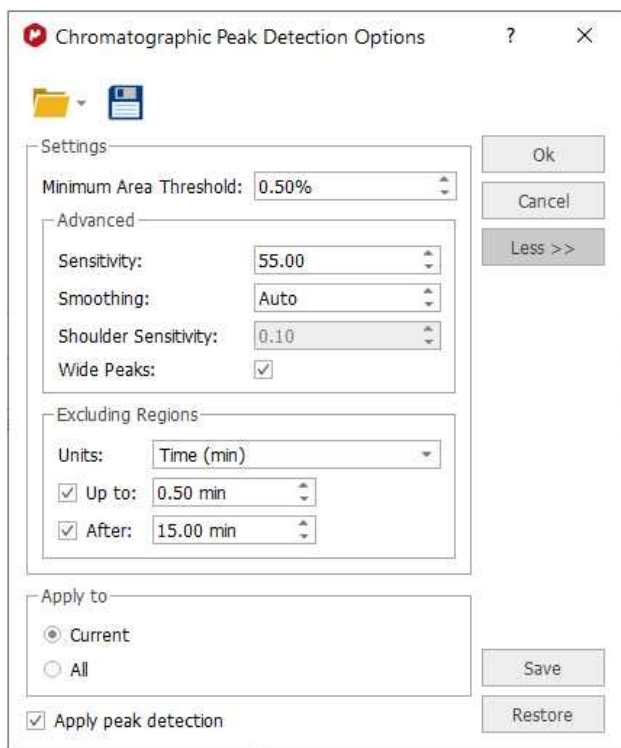 Chromatographic Peak Detection Options
?
Settings
Minimum Area Threshold: 0.50%
Advanced
Sensitivity: 55.00
Smoothing: Auto
Shoulder Sensitivity: 0.10
Wide Peaks:
Excluding Regions
Units: Time (min)
Up to: 0.50 min
After: 15.00 min
Apply to
Current
All
Apply peak detection
Ok
Cancel
Less >>
Save
Restore